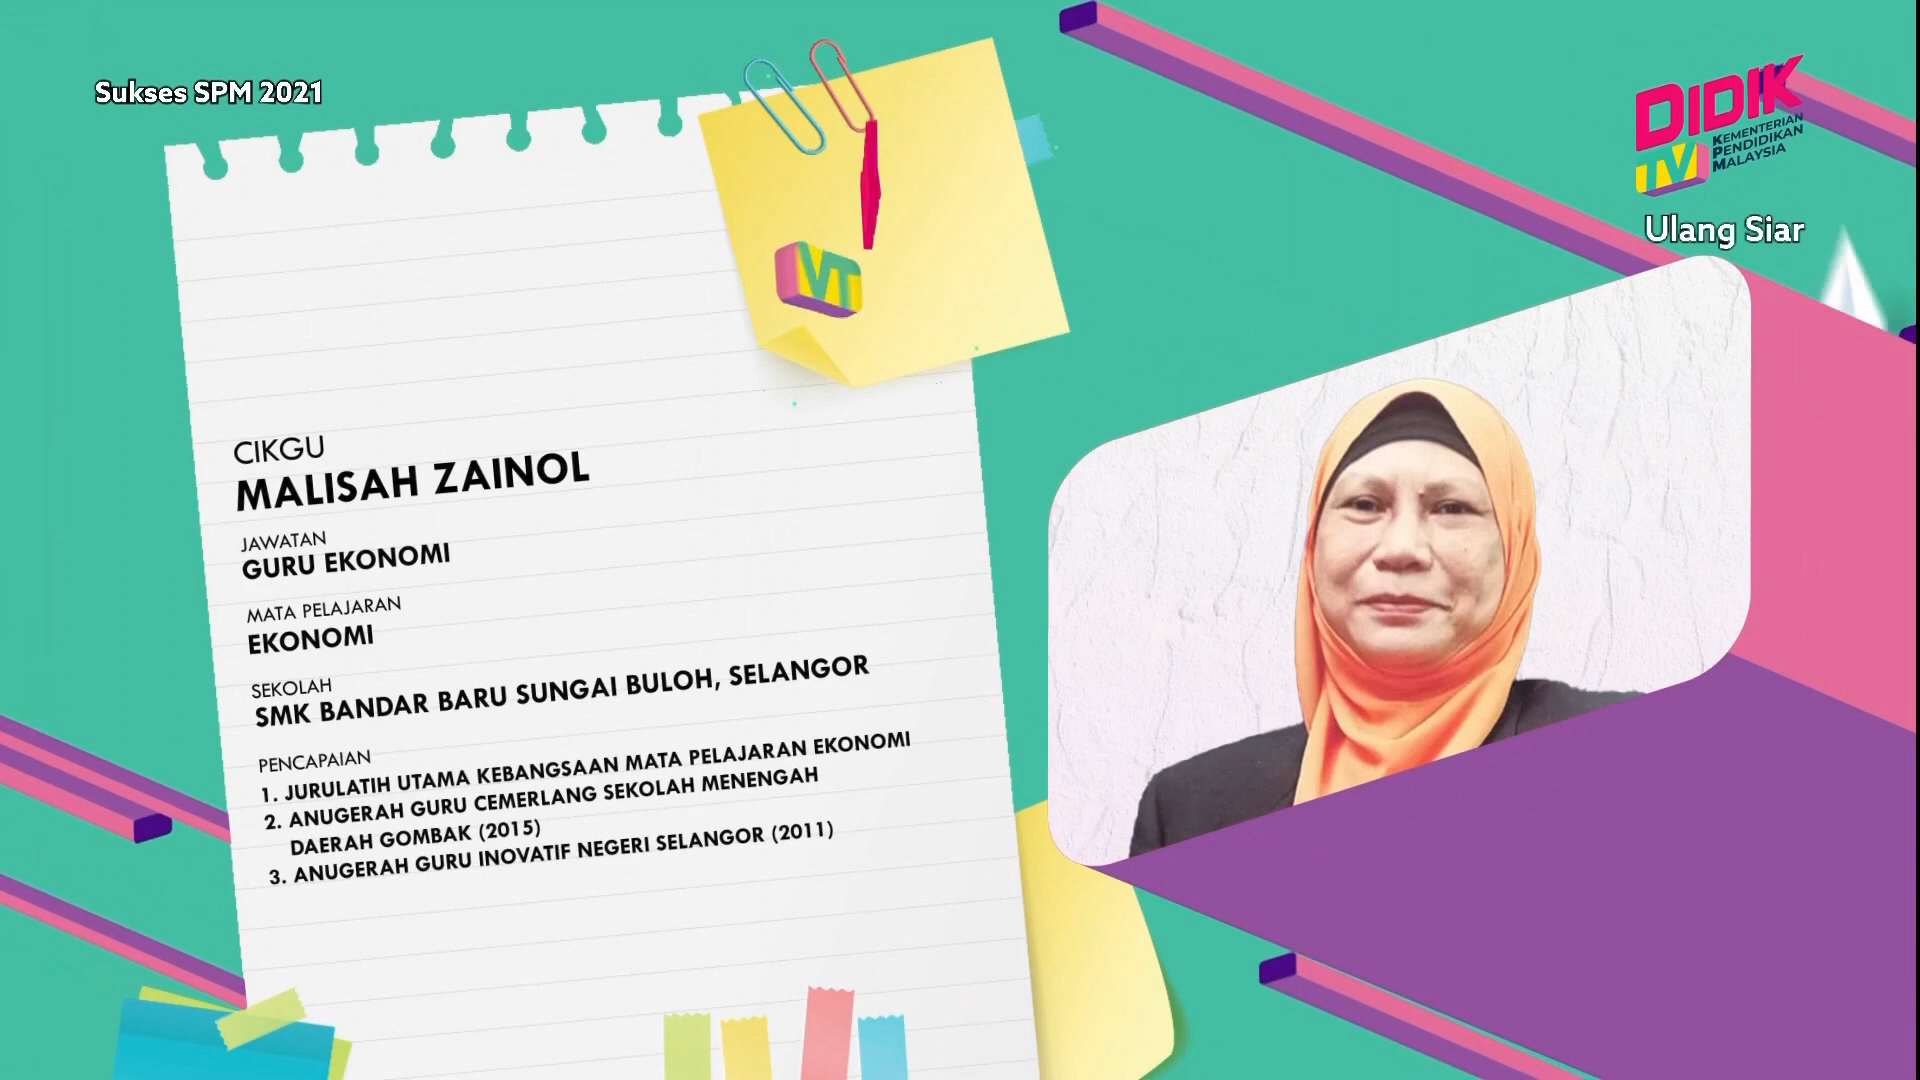 Sukses SPM 2021
DIDIK
TV
KEMENTERIAN
PENDIDIKAN
MALAYSIA
Ulang Siar
CIKGU
MALISAH ZAINOL
JAWATAN
GURU EKONOMI
MATA PELAJARAN
EKONOMI
SEKOLAH
SMK BANDAR BARU SUNGAI BULOH, SELANGOR
PENCAPAIAN
1. JURULATIH UTAMA KEBANGSAAN MATA PELAJARAN EKONOMI
2. ANUGERAH GURU CEMERLANG SEKOLAH MENENGAH
DAERAH GOMBAK (2015)
3. ANUGERAH GURU INOVATIF NEGERI SELANGOR (2011)